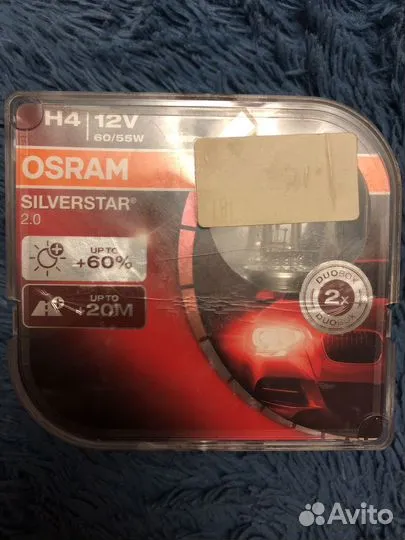 H4 12V
60/55W
OSRAM
SILVERSTAR®
2.0
UP TO
+60%
UP TO
+20M
DUOBOX
2x
DUOBOX
Avito